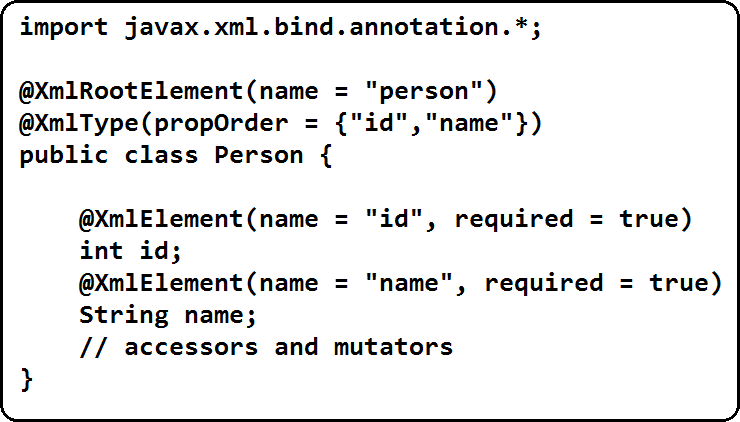 import javax.xml.bind.annotation.*;
@XmlRootElement(name = "person")
@XmlType(propOrder = {"id","name"})
public class Person {
@XmlElement(name = "id", required = true)
int id;
@XmlElement(name = "name", required = true)
String name;
// accessors and mutators
}